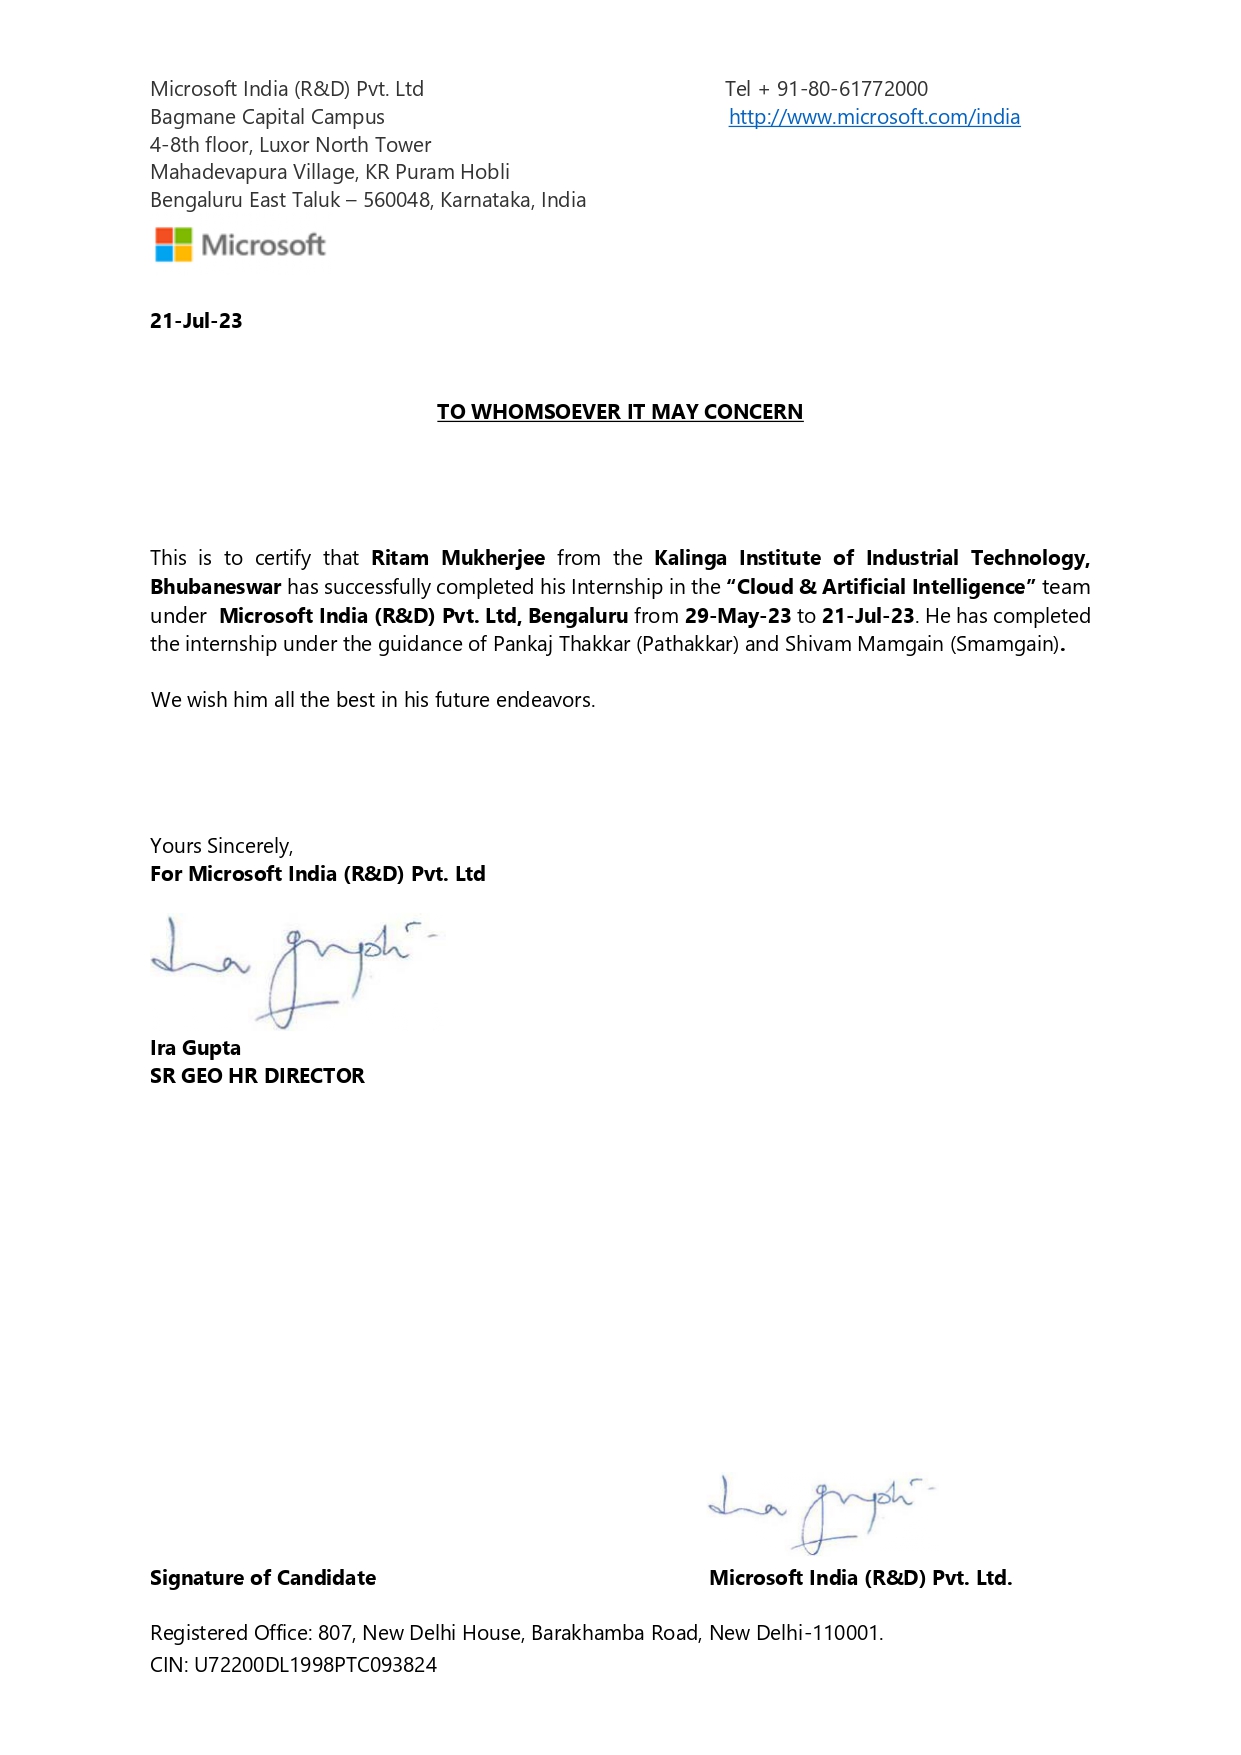 Microsoft India (R&D) Pvt. Ltd
Tel + 91-80-61772000
Bagmane Capital Campus
http://www.microsoft.com/india
4-8th floor, Luxor North Tower
Mahadevapura Village, KR Puram Hobli
Bengaluru East Taluk – 560048, Karnataka, India
Microsoft
21-Jul-23
TO WHOMSOEVER IT MAY CONCERN
This is to certify that Ritam Mukherjee from the Kalinga Institute of Industrial Technology,
Bhubaneswar has successfully completed his Internship in the “Cloud & Artificial Intelligence” team
under Microsoft India (R&D) Pvt. Ltd, Bengaluru from 29-May-23 to 21-Jul-23. He has completed
the internship under the guidance of Pankaj Thakkar (Pathakkar) and Shivam Mamgain (Smamgain).
We wish him all the best in his future endeavors.
Yours Sincerely,
For Microsoft India (R&D) Pvt. Ltd
Ira Gupta
Ira Gupta
SR GEO HR DIRECTOR
Ira Gupta
Signature of Candidate
Microsoft India (R&D) Pvt. Ltd.
Registered Office: 807, New Delhi House, Barakhamba Road, New Delhi-110001.
CIN: U72200DL1998PTC093824